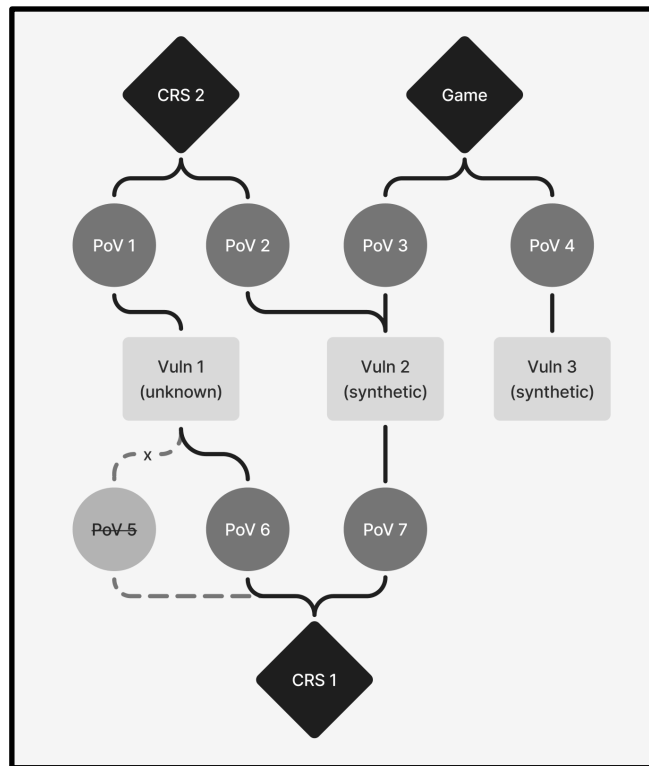 CRS 2
Game
PoV 1
PoV 2
PoV 3
PoV 4
Vuln 1
(unknown)
Vuln 2
(synthetic)
Vuln 3
(synthetic)
x
PoV 5
PoV 6
PoV 7
CRS 1